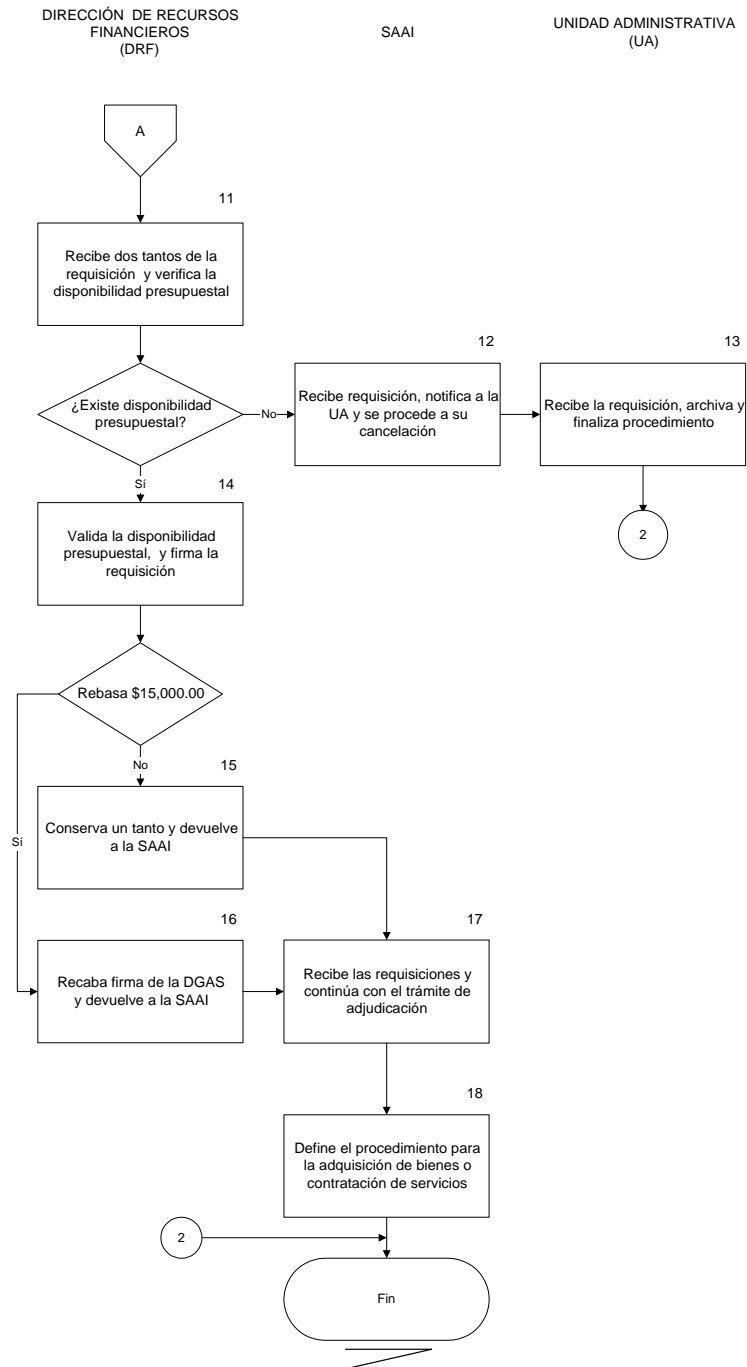 DIRECCIÓN DE RECURSOS
FINANCIEROS
(DRF)
SAAI
UNIDAD ADMINISTRATIVA
(UA)
A
11
Recibe dos tantos de la
requisición y verifica la
disponibilidad presupuestal
¿Existe disponibilidad
presupuestal?
No
12
Recibe requisición, notifica a la
UA y se procede a su
cancelación
13
Recibe la requisición, archiva y
finaliza procedimiento
2
Sí
14
Valida la disponibilidad
presupuestal, y firma la
requisición
Rebasa $15,000.00
No
15
Conserva un tanto y devuelve
a la SAAI
Sí
16
Recaba firma de la DGAS
y devuelve a la SAAI
17
Recibe las requisiciones y
continúa con el trámite de
adjudicación
18
Define el procedimiento para
la adquisición de bienes o
contratación de servicios
2
Fin